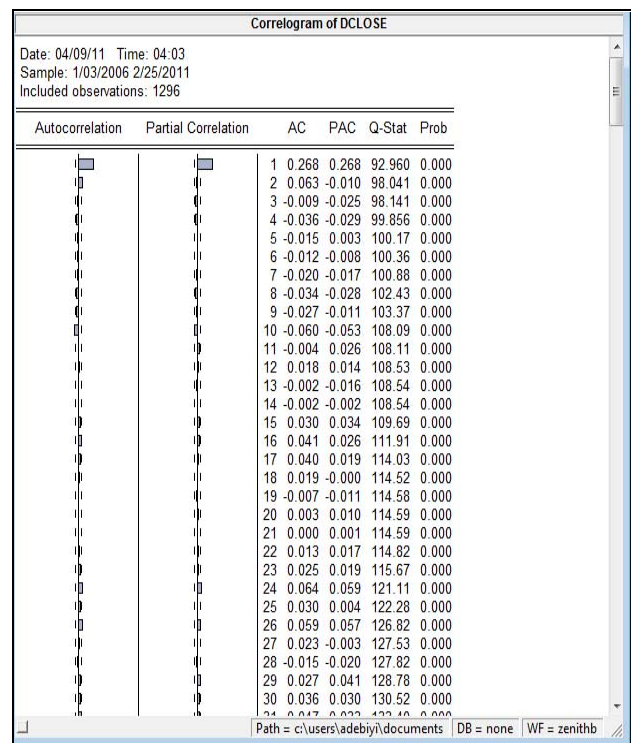 Correlogram of DCLOSE
Date: 04/09/11 Time: 04:03
Sample: 1/03/2006 2/25/2011
Included observations: 1296
Autocorrelation Partial Correlation AC PAC Q-Stat Prob
1 0.268 0.268 92.960 0.000
2 0.063 -0.010 98.041 0.000
3 -0.009 -0.025 98.141 0.000
4 -0.036 -0.029 99.856 0.000
5 -0.015 0.003 100.17 0.000
6 -0.012 -0.008 100.36 0.000
7 -0.020 -0.017 100.88 0.000
8 -0.034 -0.028 102.43 0.000
9 -0.027 -0.011 103.37 0.000
10 -0.060 -0.053 108.09 0.000
11 -0.004 0.026 108.11 0.000
12 0.018 0.014 108.53 0.000
13 -0.002 -0.016 108.54 0.000
14 -0.002 -0.002 108.54 0.000
15 0.030 0.034 109.69 0.000
16 0.041 0.026 111.91 0.000
17 0.040 0.019 114.03 0.000
18 0.019 -0.000 114.52 0.000
19 -0.007 -0.011 114.58 0.000
20 0.003 0.010 114.59 0.000
21 0.000 0.001 114.59 0.000
22 0.013 0.017 114.82 0.000
23 0.025 0.019 115.67 0.000
24 0.064 0.059 121.11 0.000
25 0.030 0.004 122.28 0.000
26 0.059 0.057 126.82 0.000
27 0.023 -0.003 127.53 0.000
28 -0.015 -0.020 127.82 0.000
29 0.027 0.041 128.78 0.000
30 0.036 0.030 130.52 0.000
Path = c:\users\adebiyi\documents DB = none WF = zenithb